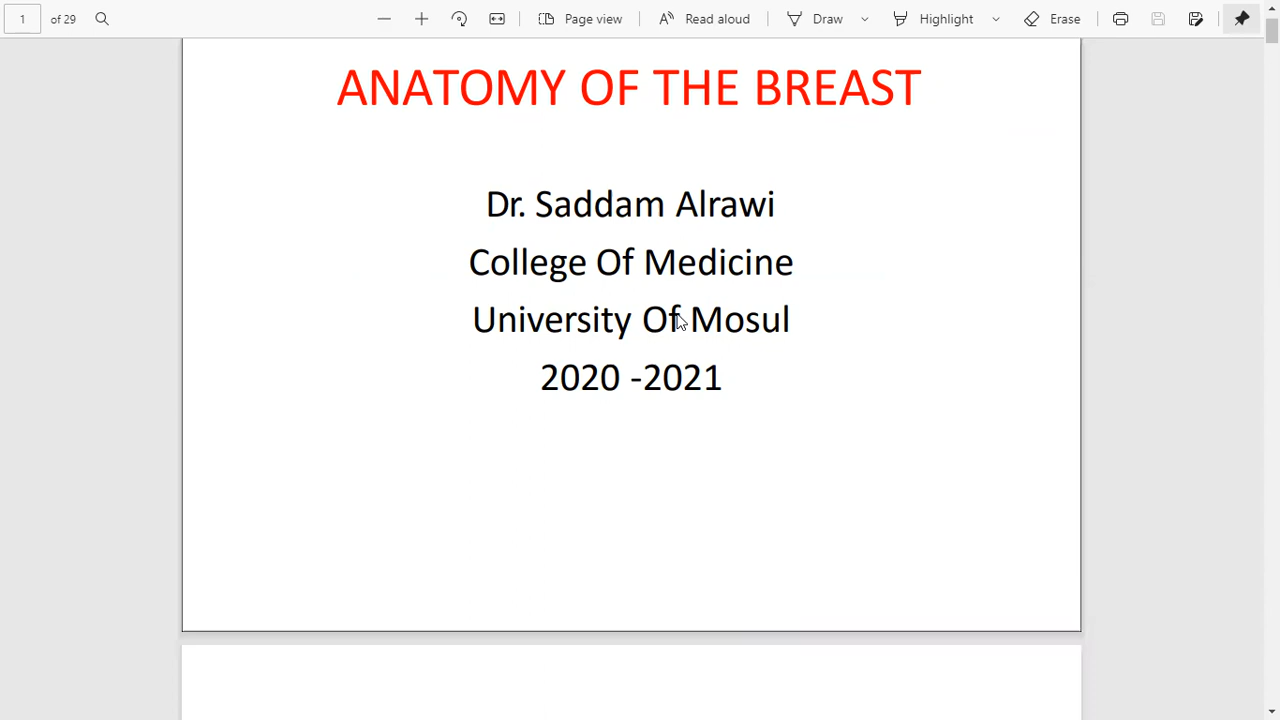 1 of 29 Page view Read aloud Draw Highlight Erase
ANATOMY OF THE BREAST
Dr. Saddam Alrawi
College Of Medicine
University Of Mosul
2020 -2021